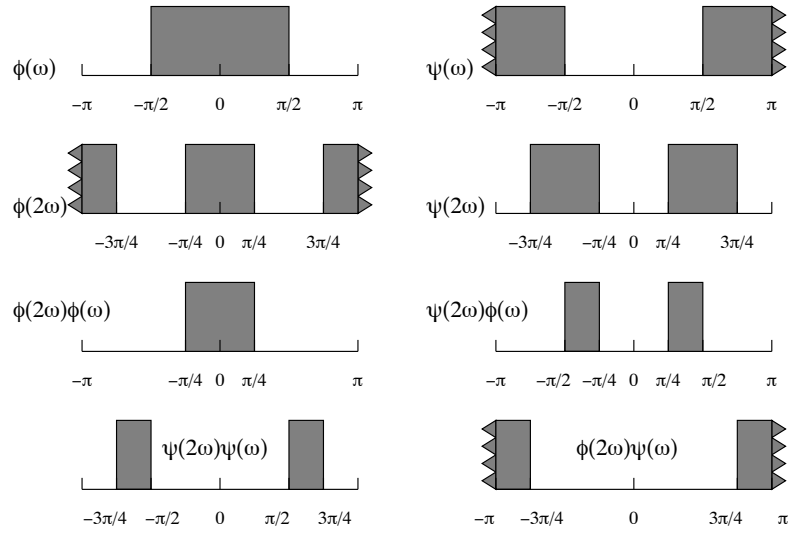 ϕ(ω)
−π −π/2 0 π/2 π
ψ(ω)
−π −π/2 0 π/2 π
ϕ(2ω)
−3π/4 −π/4 0 π/4 3π/4
ψ(2ω)
−3π/4 −π/4 0 π/4 3π/4
ϕ(2ω)ϕ(ω)
−π −π/4 0 π/4 π
ψ(2ω)ϕ(ω)
−π −π/2 −π/4 0 π/4 π/2 π
ψ(2ω)ψ(ω)
−3π/4 −π/2 0 π/2 3π/4
ϕ(2ω)ψ(ω)
−π −3π/4 0 3π/4 π